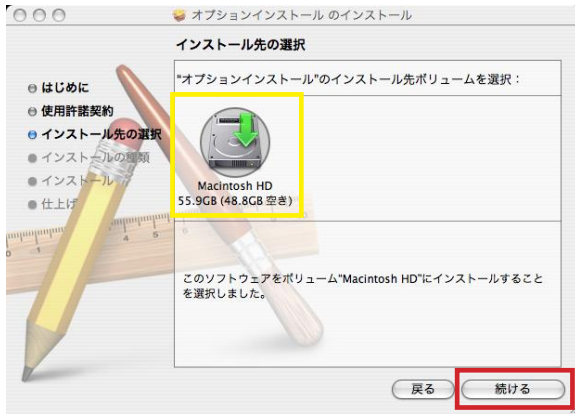 オプションインストール のインストール
インストール先の選択
はじめに
使用許諾契約
インストール先の選択
インストールの種類
インストール
仕上げ
"オプションインストール"のインストール先ボリュームを選択：
Macintosh HD
55.9GB (48.8GB 空き)
このソフトウェアをボリューム"Macintosh HD"にインストールすること
を選択しました。
戻る
続ける